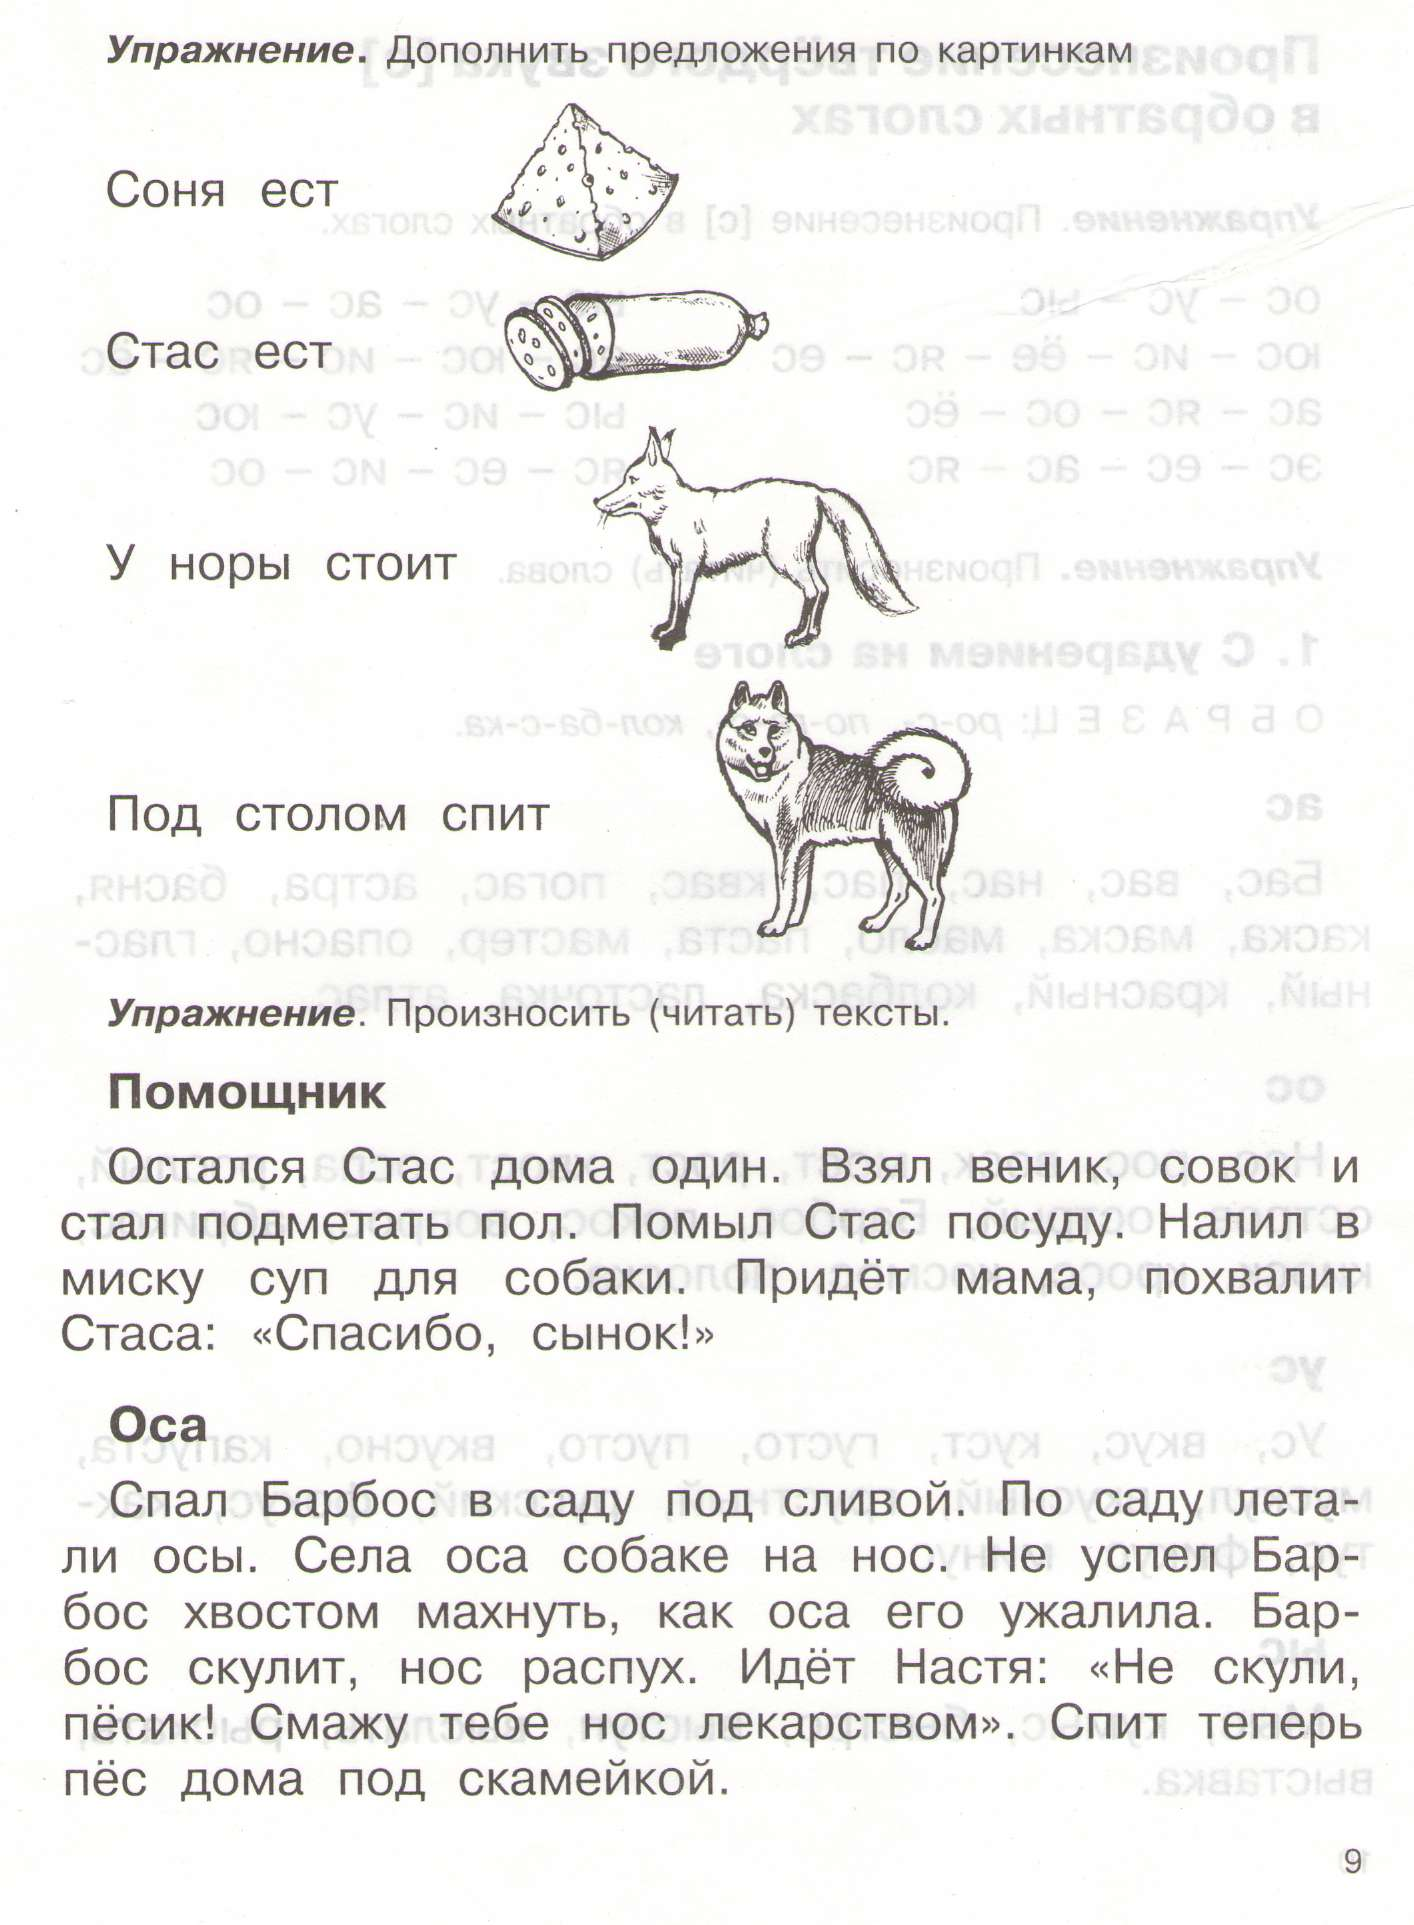 Упражнение. Дополнить предложения по картинкам
Соня ест
Стас ест
У норы стоит
Под столом спит
Упражнение. Произносить (читать) тексты.
Помощник
Остался Стас дома один. Взял веник, совок и
стал подметать пол. Помыл Стас посуду. Налил в
миску суп для собаки. Придёт мама, похвалит
Стаса: «Спасибо, сынок!»
Оса
Спал Барбос в саду под сливой. По саду лета-
ли осы. Села оса собаке на нос. Не успел Бар-
бос хвостом махнуть, как оса его ужалила. Бар-
бос скулит, нос распух. Идёт Настя: «Не скули,
пёсик! Смажу тебе нос лекарством». Спит теперь
пёс дома под скамейкой.
9